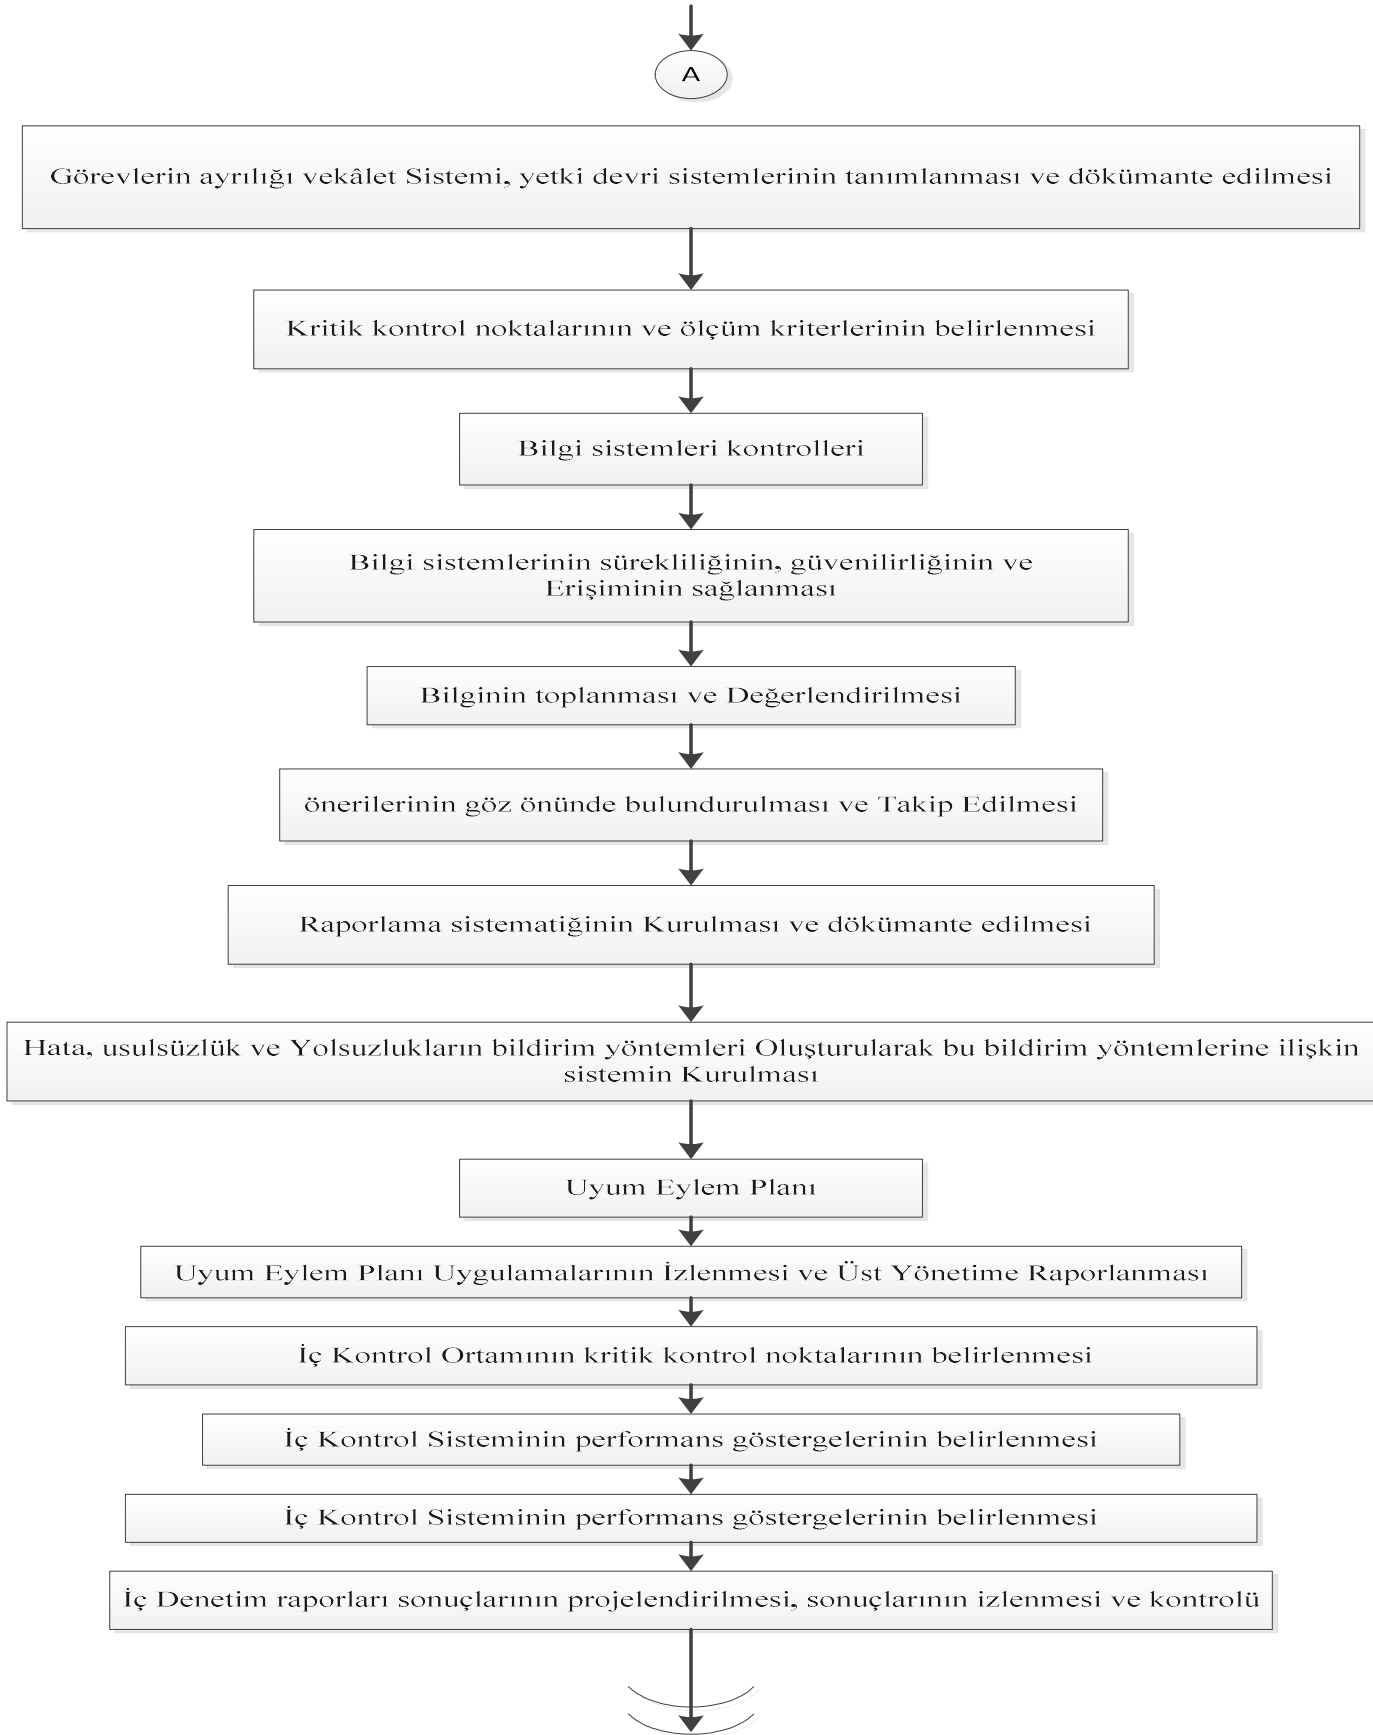 A
Görevlerin ayrılığı vekâlet Sistemi, yetki devri sistemlerinin tanımlanması ve dökümante edilmesi
Kritik kontrol noktalarının ve ölçüm kriterlerinin belirlenmesi
Bilgi sistemleri kontrolleri
Bilgi sistemlerinin sürekliliğinin, güvenilirliğinin ve
Erişiminin sağlanması
Bilginin toplanması ve Değerlendirilmesi
önerilerinin göz önünde bulundurulması ve Takip Edilmesi
Raporlama sistematiğinin Kurulması ve dökümante edilmesi
Hata, usulsüzlük ve Yolsuzlukların bildirim yöntemleri Oluşturularak bu bildirim yöntemlerine ilişkin
sistemin Kurulması
Uyum Eylem Planı
Uyum Eylem Planı Uygulamalarının İzlenmesi ve Üst Yönetime Raporlanması
İç Kontrol Ortamının kritik kontrol noktalarının belirlenmesi
İç Kontrol Sisteminin performans göstergelerinin belirlenmesi
İç Kontrol Sisteminin performans göstergelerinin belirlenmesi
İç Denetim raporları sonuçlarının projelendirilmesi, sonuçlarının izlenmesi ve kontrolü